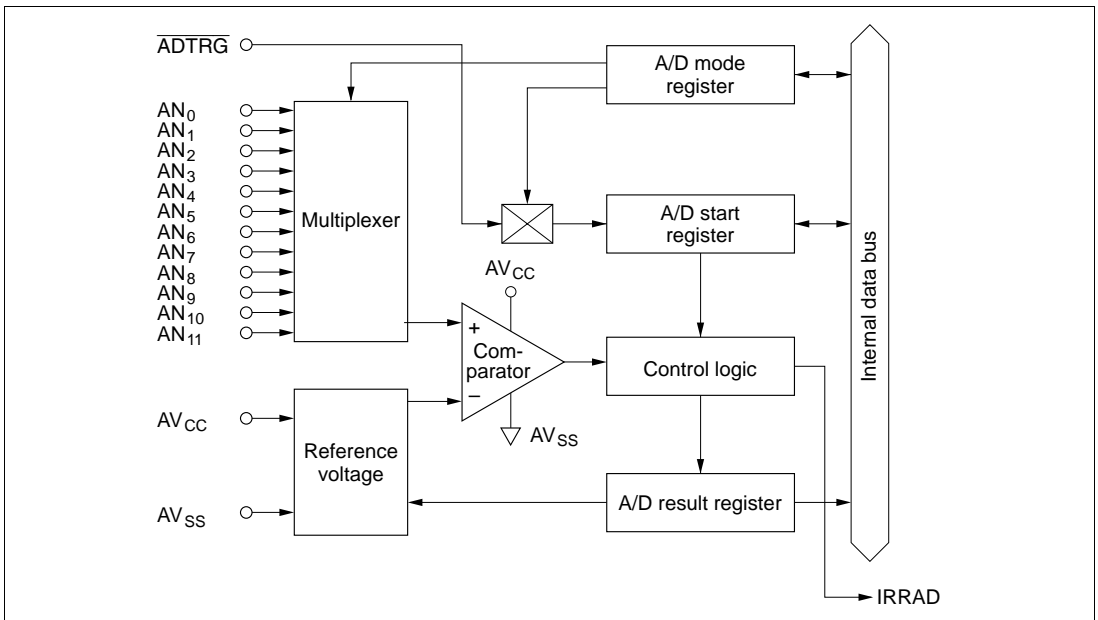 ADTRG
A/D mode
register
AN0
AN1
AN2
AN3
AN4
AN5
AN6
AN7
AN8
AN9
AN10
AN11
Multiplexer
A/D start
register
Internal data bus
AVCC
+
Com-
parator
−
AVSS
Control logic
AVCC
Reference
voltage
AVSS
A/D result register
IRRAD